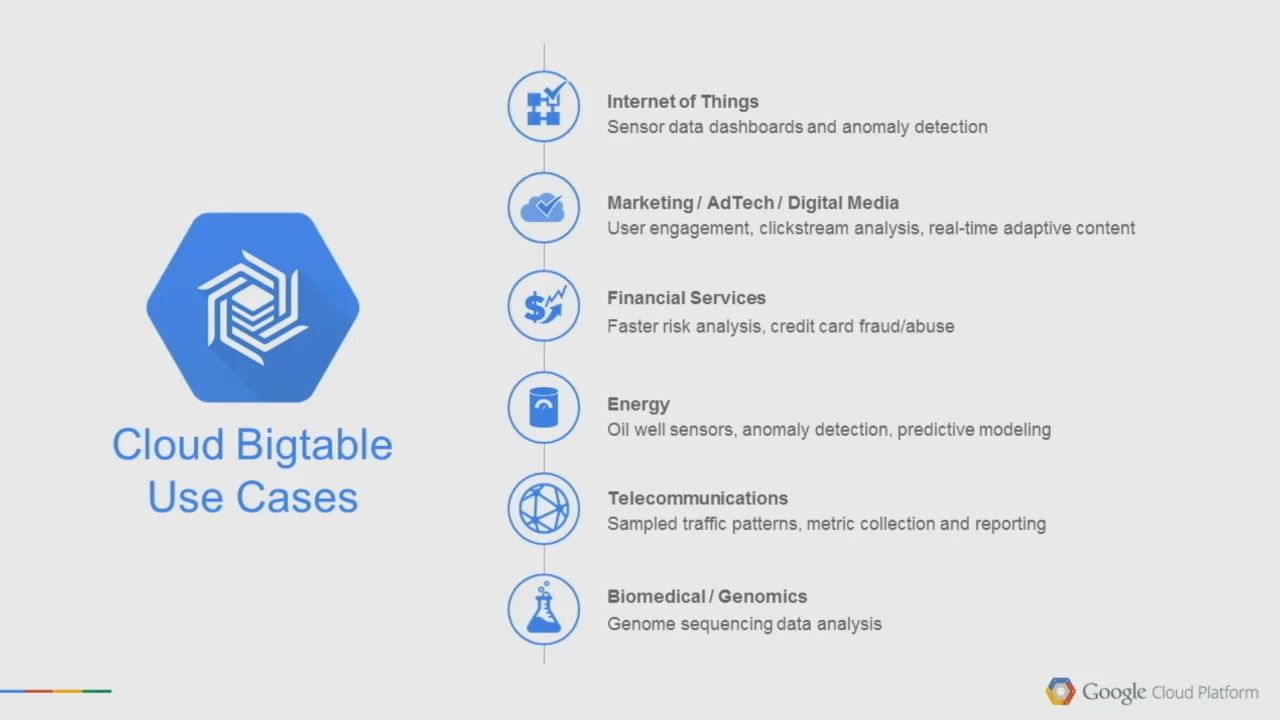 Cloud Bigtable
Use Cases
Internet of Things
Sensor data dashboards and anomaly detection
Marketing / AdTech / Digital Media
User engagement, clickstream analysis, real-time adaptive content
Financial Services
Faster risk analysis, credit card fraud/abuse
Energy
Oil well sensors, anomaly detection, predictive modeling
Telecommunications
Sampled traffic patterns, metric collection and reporting
Biomedical / Genomics
Genome sequencing data analysis
Google Cloud Platform